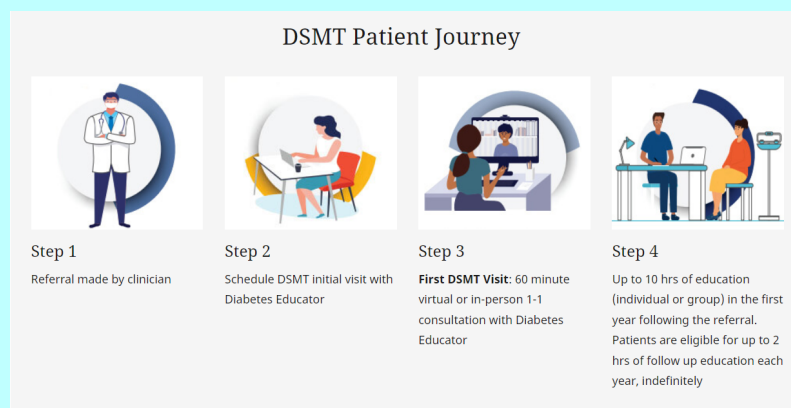 DSMT Patient Journey
Step 1
Referral made by clinician
Step 2
Schedule DSMT initial visit with
Diabetes Educator
Step 3
First DSMT Visit: 60 minute
virtual or in-person 1-1
consultation with Diabetes
Educator
Step 4
Up to 10 hrs of education
(individual or group) in the first
year following the referral.
Patients are eligible for up to 2
hrs of follow up education each
year, indefinitely